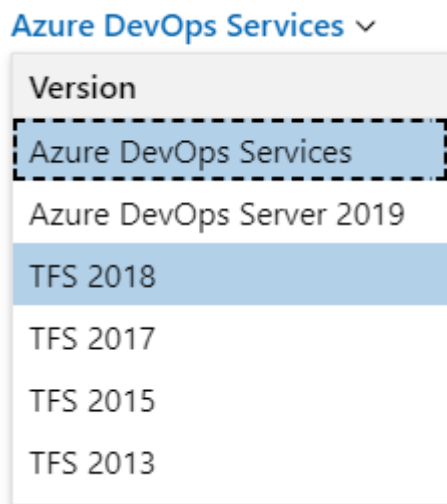 Azure DevOps Services
Version
Azure DevOps Services
Azure DevOps Server 2019
TFS 2018
TFS 2017
TFS 2015
TFS 2013